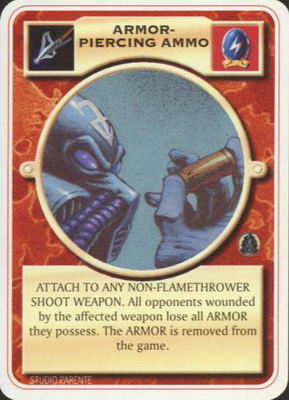 ARMOR-
PIERCING AMMO
ATTACH TO ANY NON-FLAMETHROWER
SHOOT WEAPON. All opponents wounded
by the affected weapon lose all ARMOR
they possess. The ARMOR is removed from
the game.
STUDIO PARENTE